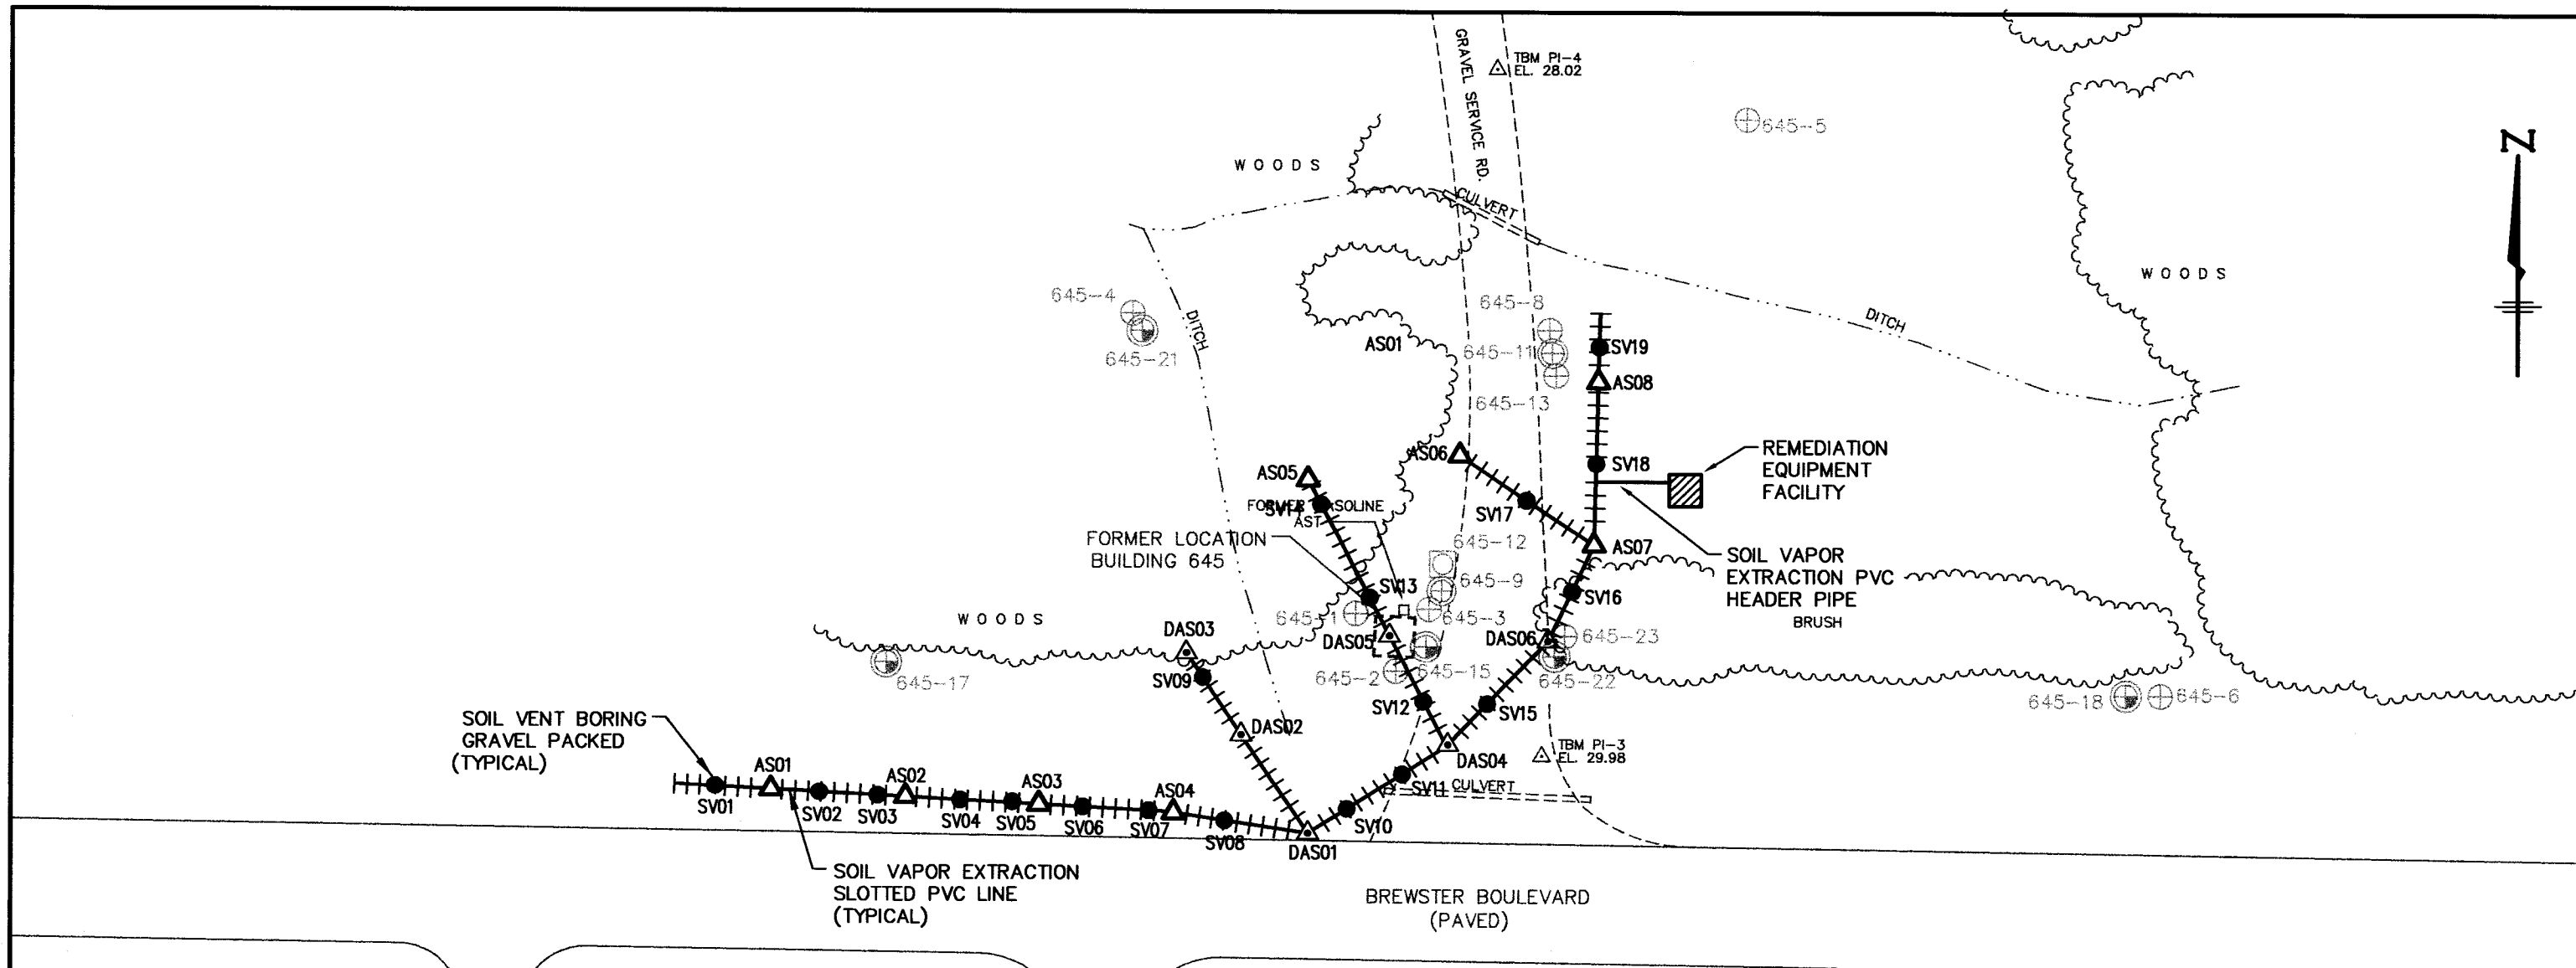 GRAVEL SERVICE RD.
TBM PI-4
EL. 28.02
645-5
N
WOODS
CULVERT
WOODS
645-4
645-21
DITCH
645-8
AS01
645-11
645-13
SV19
AS08
DITCH
AS06
AS05
SV18
REMEDIATION
EQUIPMENT
FACILITY
SV17
AST
FORMER LOCATION
BUILDING 645
645-12
AS07
SOIL VAPOR
EXTRACTION PVC
HEADER PIPE
BRUSH
SV13
645-9
SV16
WOODS
645-1
645-3
DAS03
DAS05
DAS06
645-23
645-17
SV09
645-2
645-15
645-22
645-18
645-6
SV12
SV15
SOIL VENT BORING
GRAVEL PACKED
(TYPICAL)
DAS02
DAS04
TBM PI-3
EL. 29.98
AS01
AS02
AS03
AS04
SV11
CULVERT
SV01
SV02
SV03
SV04
SV05
SV06
SV07
SV08
SV10
DAS01
SOIL VAPOR EXTRACTION
SLOTTED PVC LINE
(TYPICAL)
BREWSTER BOULEVARD
(PAVED)